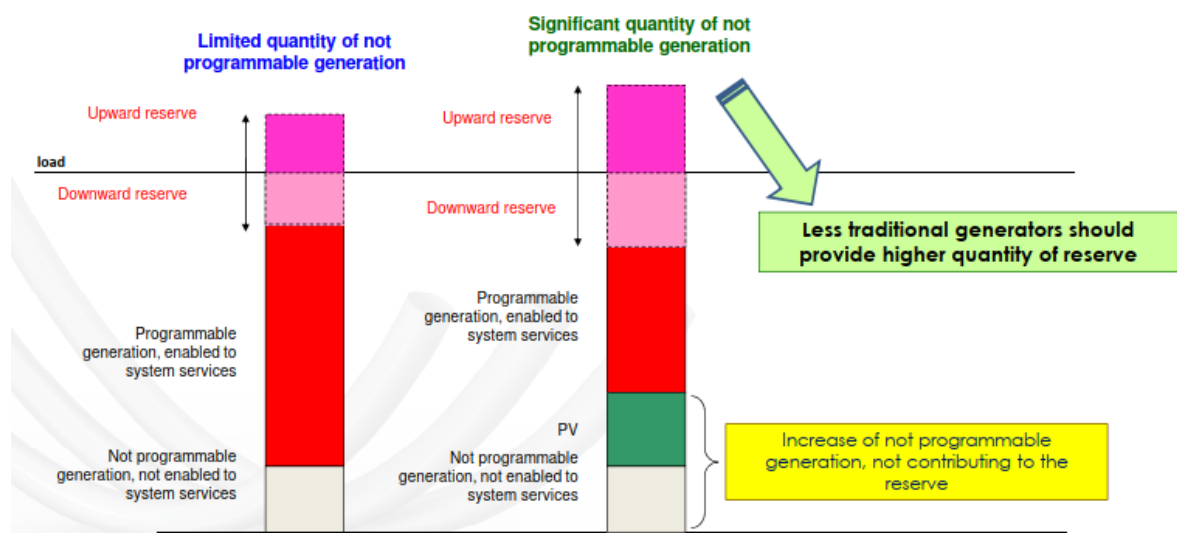 Limited quantity of not
programmable generation
Significant quantity of not
programmable generation
Upward reserve
load
Downward reserve
Programmable
generation, enabled to
system services
Not programmable
generation, not enabled to
system services
Upward reserve
Downward reserve
Programmable
generation, enabled to
system services
PV
Not programmable
generation, not enabled to
system services
Less traditional generators should
provide higher quantity of reserve
Increase of not programmable
generation, not contributing to the
reserve